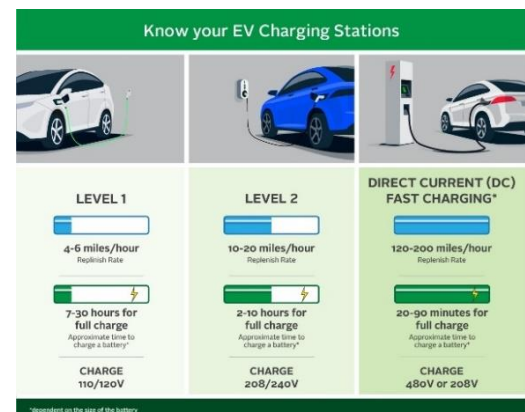 Know your EV Charging Stations
LEVEL 1
4-6 miles/hour
Replinish Rate
7-30 hours for
full charge
Approximate time to
charge a battery*
CHARGE
110/120V
LEVEL 2
10-20 miles/hour
Replenish Rate
2-10 hours for
full charge
Approximate time to
charge a battery*
CHARGE
208/240V
DIRECT CURRENT (DC)
FAST CHARGING*
120-200 miles/hour
Replenish Rate
20-90 minutes for
full charge
Approximate time to
charge a battery*
CHARGE
480V or 208V
*dependent on the size of the battery